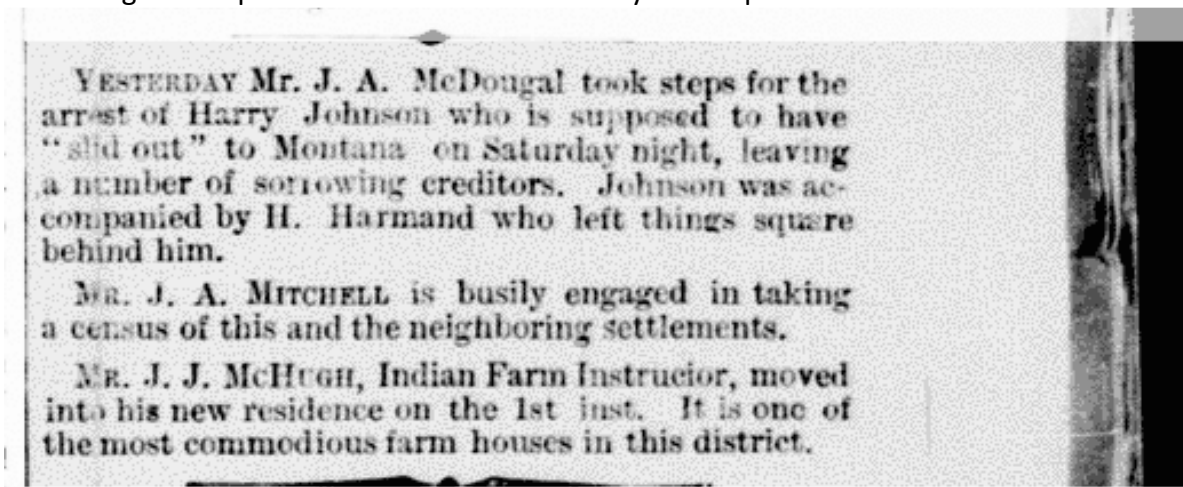 YESTERDAY Mr. J. A. McDougal took steps for the
arrest of Harry Johnson who is supposed to have
"slid out" to Montana on Saturday night, leaving
a number of sorrowing creditors. Johnson was ac-
companied by H. Harmand who left things square
behind him.
MR. J. A. MITCHELL is busily engaged in taking
a census of this and the neighboring settlements.
MR. J. J. MCHUGH, Indian Farm Instrucior, moved
into his new residence on the 1st inst. It is one of
the most commodious farm houses in this district.